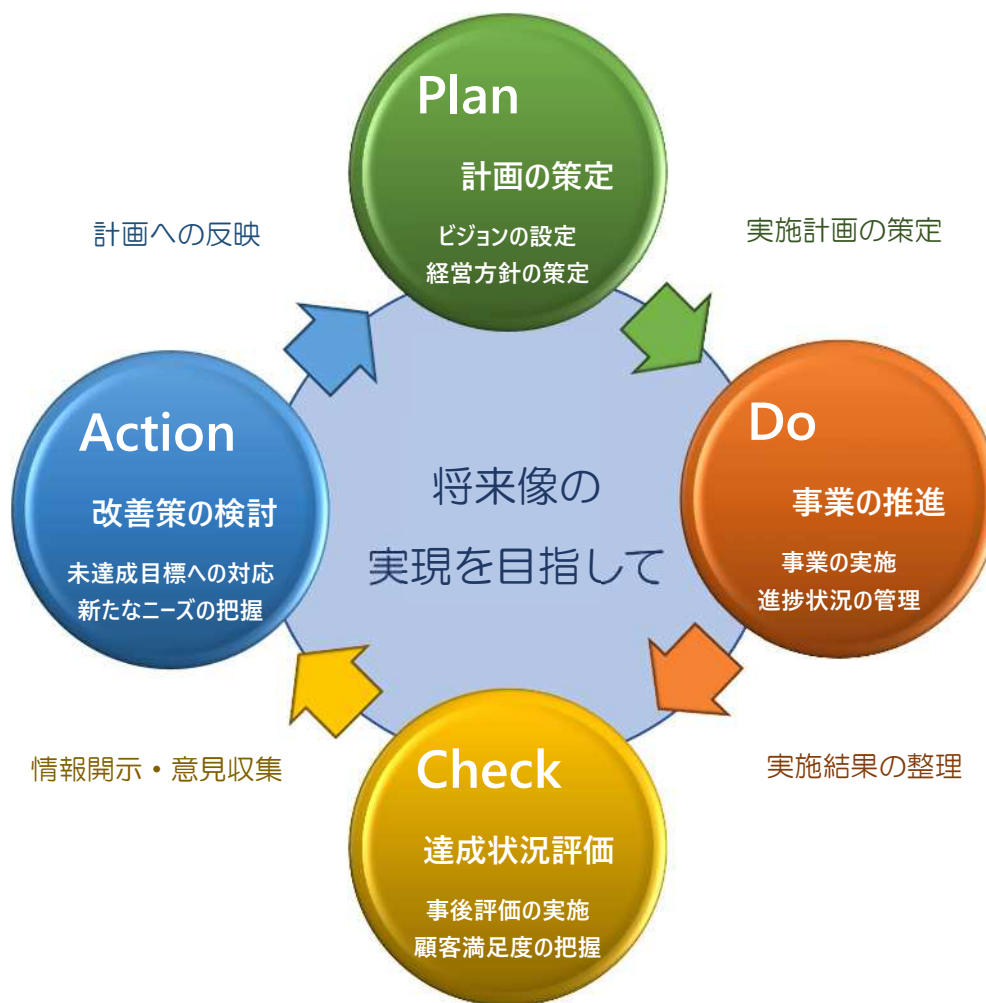 Plan
計画の策定
ビジョンの設定
経営方針の策定
計画への反映
実施計画の策定
Action
改善策の検討
未達成目標への対応
新たなニーズの把握
将来像の
実現を目指して
Do
事業の推進
事業の実施
進捗状況の管理
情報開示・意見収集
実施結果の整理
Check
達成状況評価
事後評価の実施
顧客満足度の把握